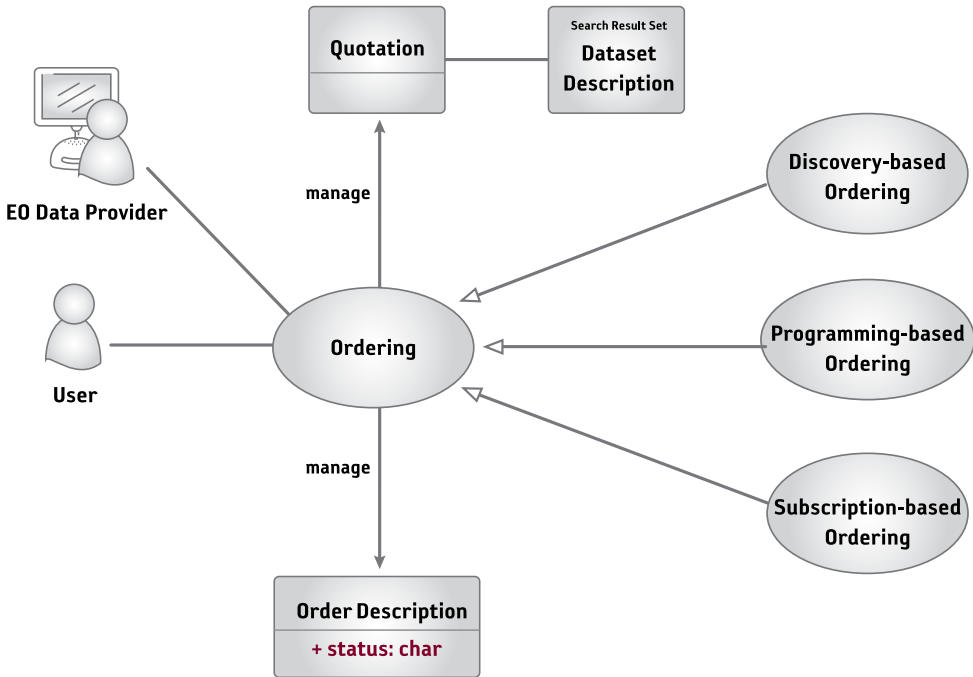 Quotation
Search Result Set
Dataset
Description
EO Data Provider
manage
Discovery-based
Ordering
User
Ordering
Programming-based
Ordering
manage
Subscription-based
Ordering
Order Description
+ status: char